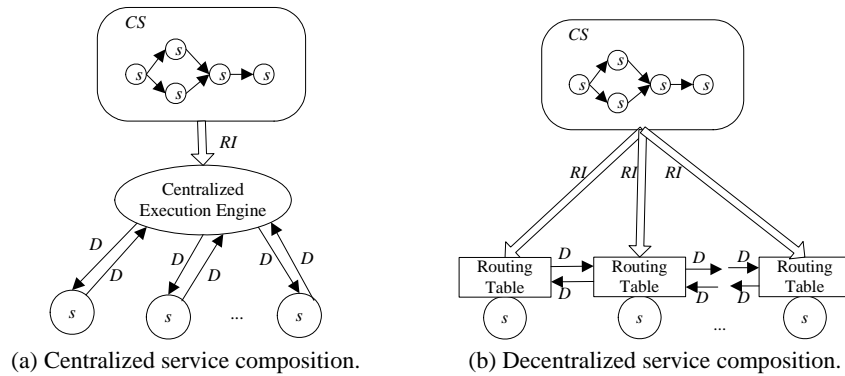 CS
s
s
s
s
s
RI
Centralized
Execution Engine
D
D
D
D
D
D
s
s
...
s
(a) Centralized service composition.
CS
s
s
s
s
s
RI
RI
RI
Routing
Table
D
D
Routing
Table
D
D
D
D
Routing
Table
s
s
...
s
(b) Decentralized service composition.